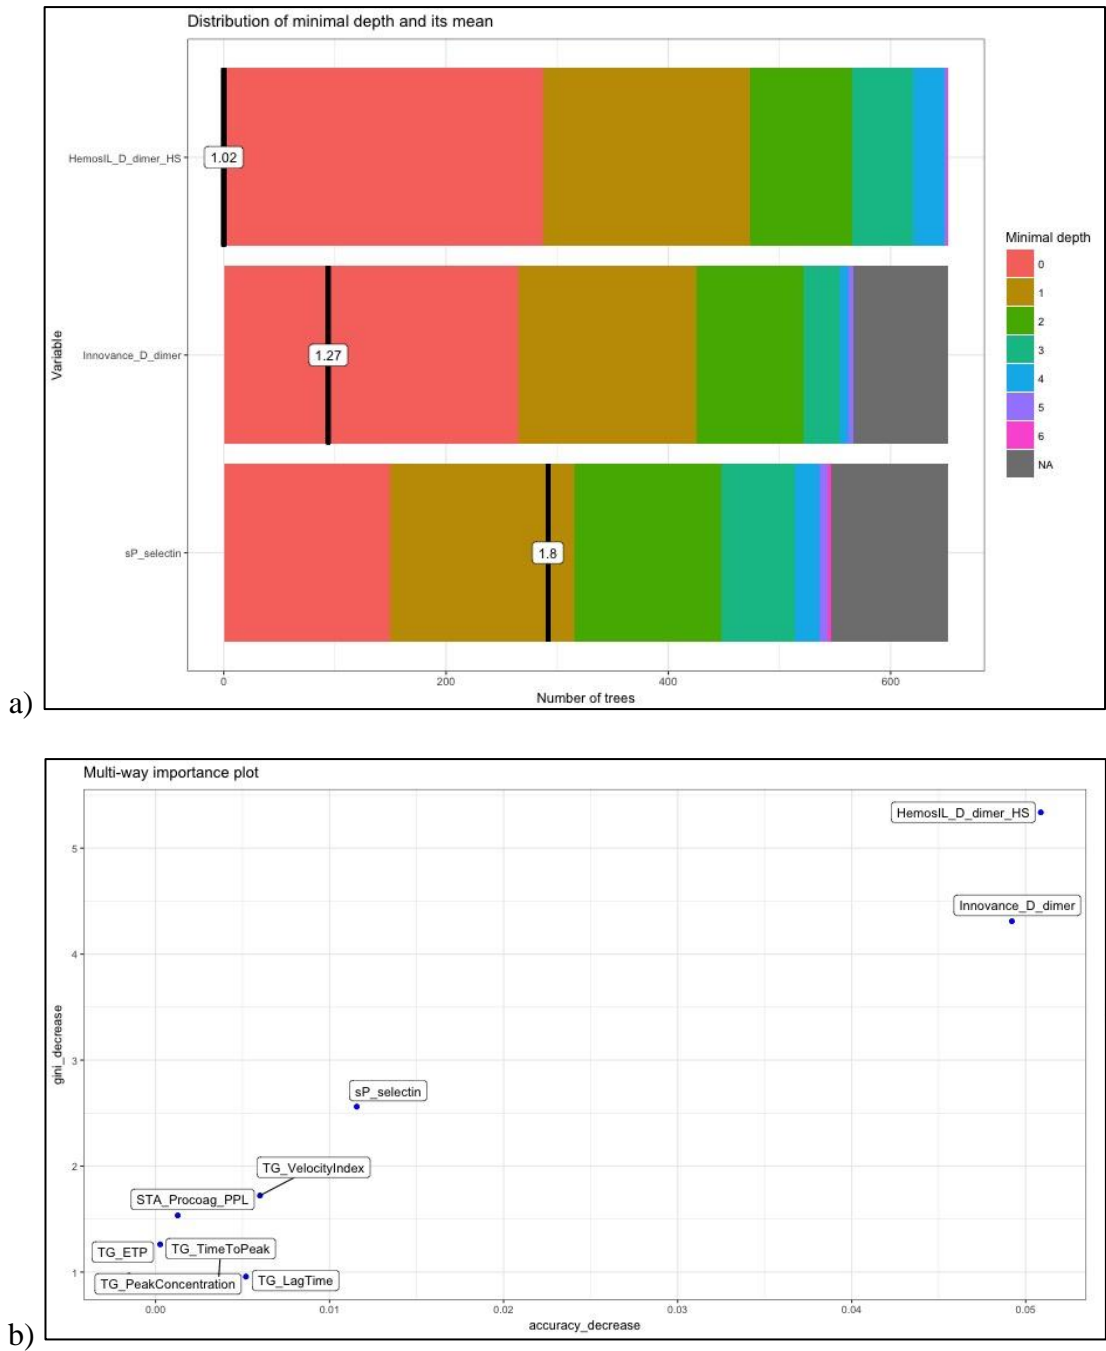 Distribution of minimal depth and its mean
HemosIL_D_dimer_HS
1.02
Innovance_D_dimer
1.27
sP_selectin
1.8
Variable
0
200
400
600
Number of trees
Minimal depth
0
1
2
3
4
5
6
NA
a)
Multi-way importance plot
HemosIL_D_dimer_HS
Innovance_D_dimer
sP_selectin
TG_VelocityIndex
STA_Procoag_PPL
TG_ETP
TG_TimeToPeak
TG_PeakConcentration
TG_LagTime
5
4
3
2
1
gini_decrease
0.00
0.01
0.02
0.03
0.04
0.05
accuracy_decrease
b)